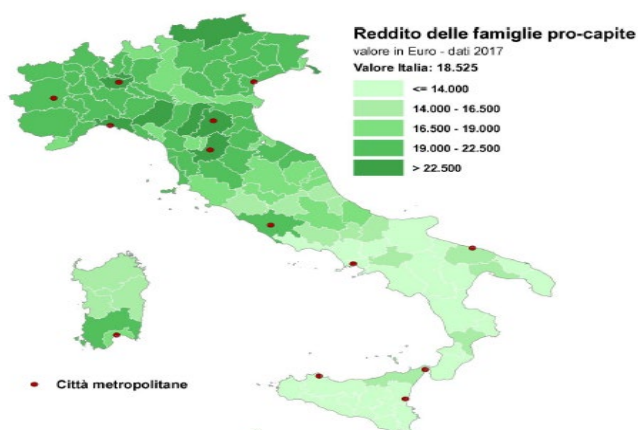 Reddito delle famiglie pro-capite
valore in Euro - dati 2017
Valore Italia: 18.525
<= 14.000
14.000 - 16.500
16.500 - 19.000
19.000 - 22.500
> 22.500
Città metropolitane